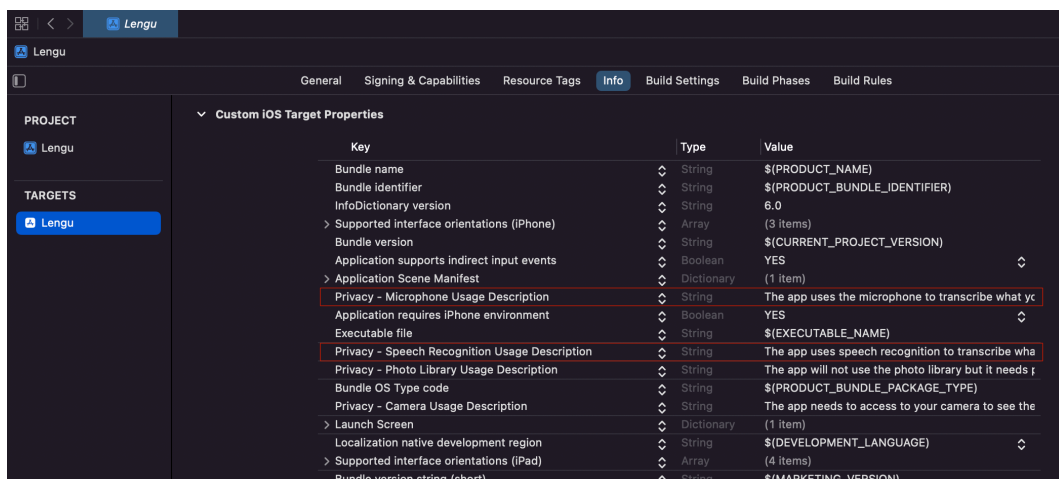 Lengu
Lengu
General Signing & Capabilities Resource Tags Info Build Settings Build Phases Build Rules
PROJECT
Lengu
TARGETS
Lengu
Custom iOS Target Properties
Key Type Value
Bundle name String $(PRODUCT_NAME)
Bundle identifier String $(PRODUCT_BUNDLE_IDENTIFIER)
InfoDictionary version String 6.0
Supported interface orientations (iPhone) Array (3 items)
Bundle version String $(CURRENT_PROJECT_VERSION)
Application supports indirect input events Boolean YES
Application Scene Manifest Dictionary (1 item)
Privacy - Microphone Usage Description String The app uses the microphone to transcribe what
Application requires iPhone environment Boolean YES
Executable file String $(EXECUTABLE_NAME)
Privacy - Speech Recognition Usage Description String The app uses speech recognition to transcribe wha
Privacy - Photo Library Usage Description String The app will not use the photo library but it needs
Bundle OS Type code String $(PRODUCT_BUNDLE_PACKAGE_TYPE)
Privacy - Camera Usage Description String The app needs to access to your camera to see the
Launch Screen Dictionary (1 item)
Localization native development region String $(DEVELOPMENT_LANGUAGE)
Supported interface orientations (iPad) Array (4 items)
Bundle version string (short) String $(MARKETING_VERSION)